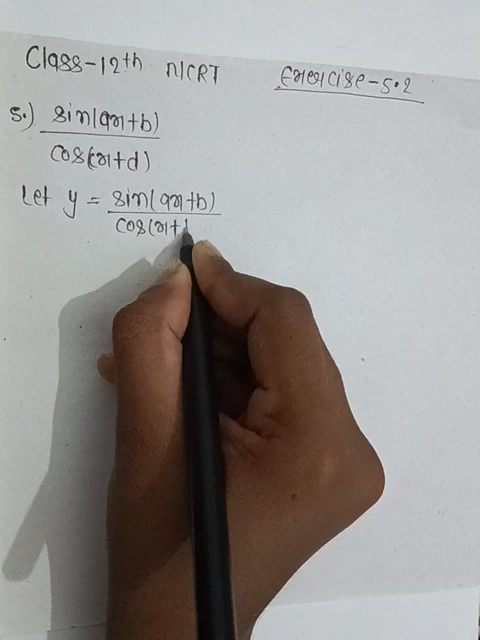 Class-12th NCRT Exercise-5.2
5.) sin(ax+b)
cos(cx+d)
Let y = sin(ax+b)
cos(cx+